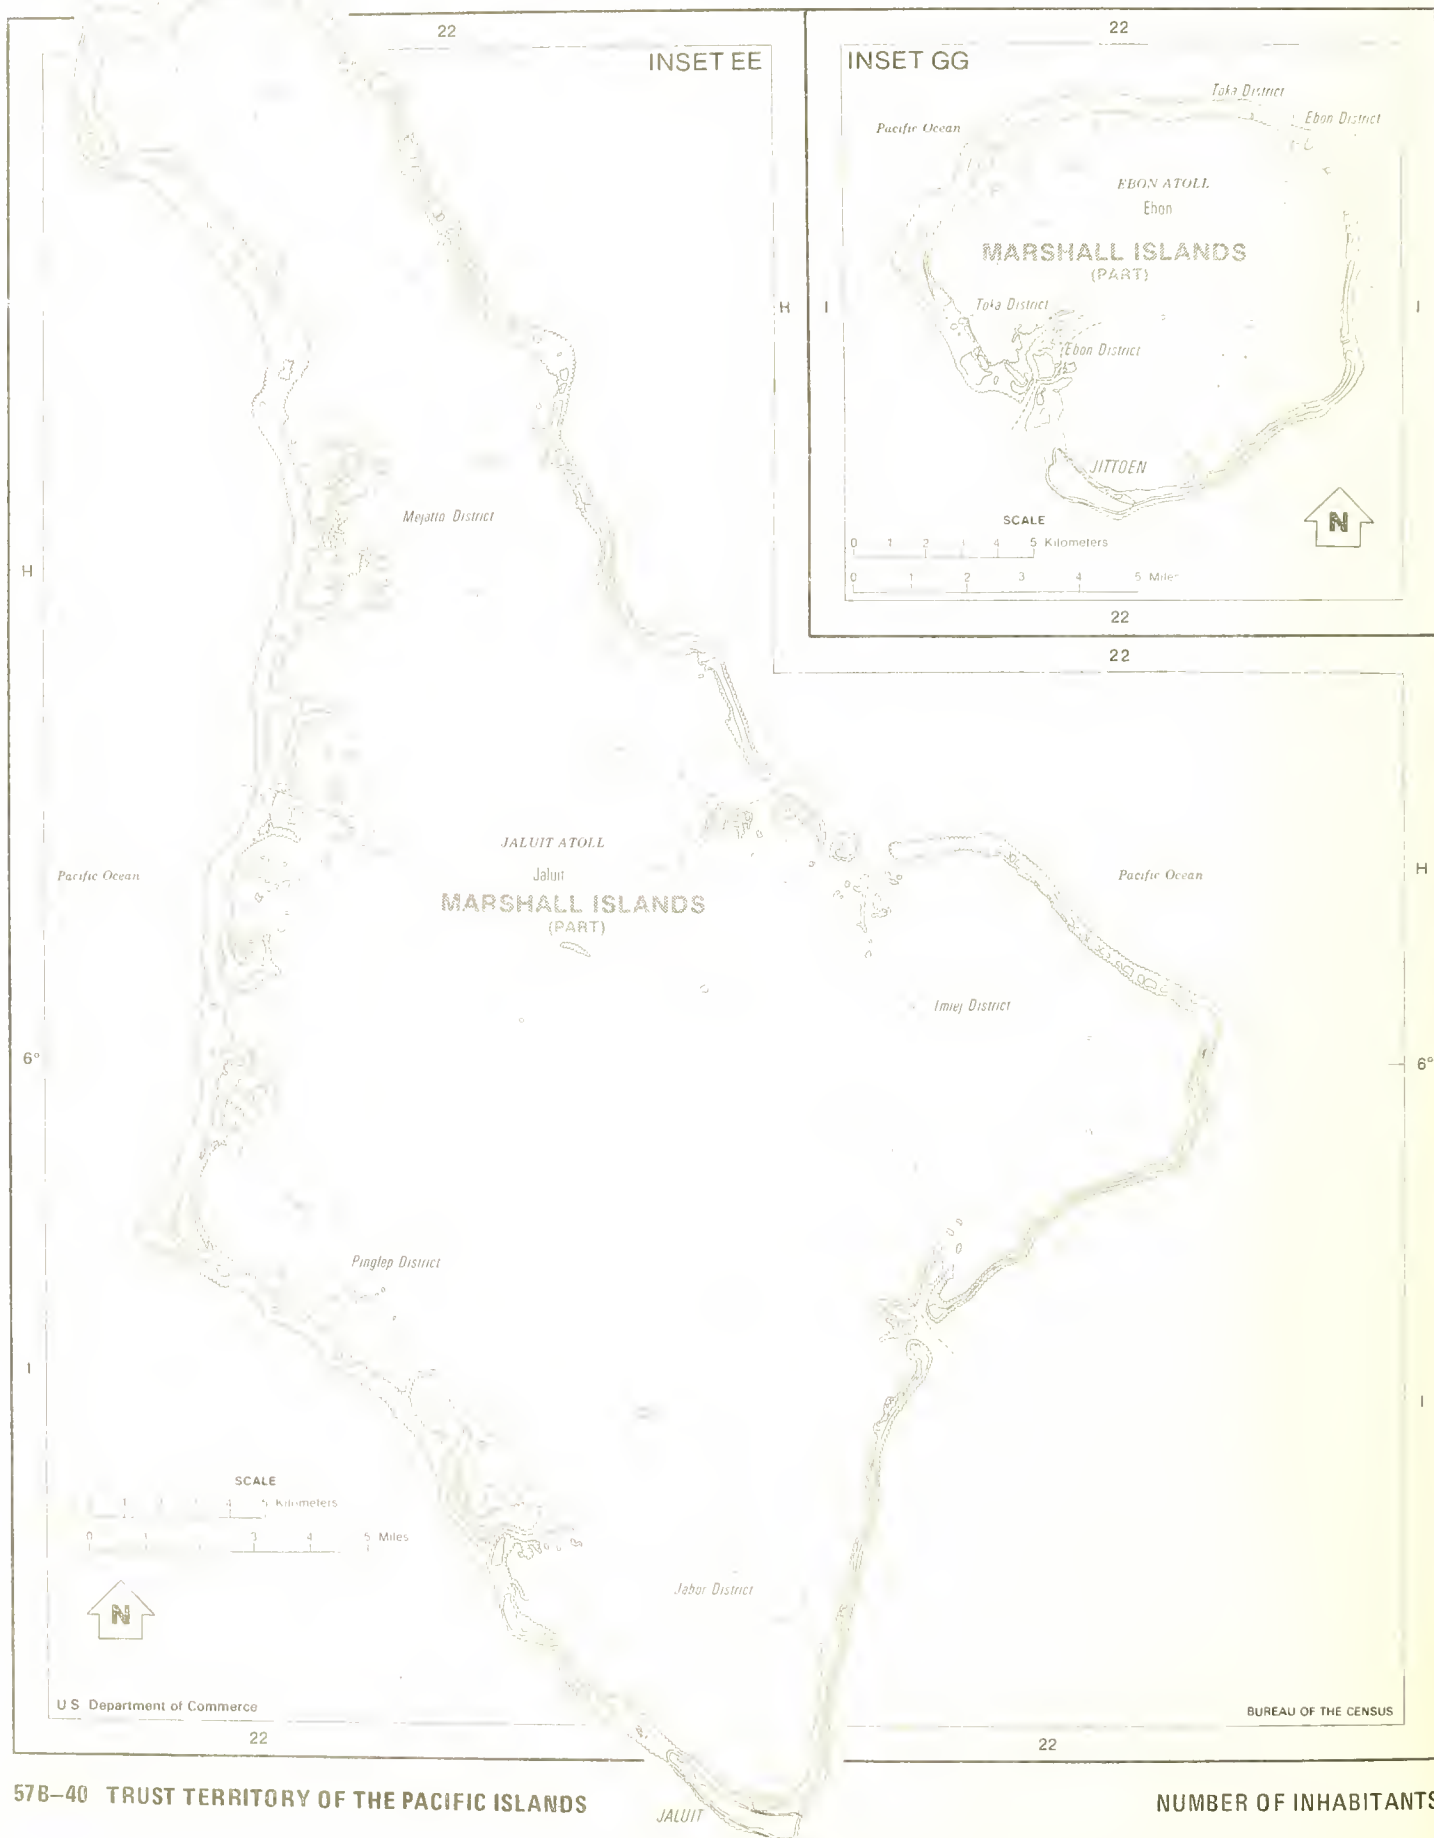 22
INSET EE
H
Mejatto District
H
JALUIT ATOLL
Jaluit
MARSHALL ISLANDS
(PART)
Pacific Ocean
Pacific Ocean
H
Imiej District
6°
6°
Pinglep District
I
I
SCALE
1 2 3 4 5 Kilometers
0 1 3 4 5 Miles
N
Jabor District
U S Department of Commerce
BUREAU OF THE CENSUS
22
22
JALUIT
22
INSET GG
Toka District
Ebon District
Pacific Ocean
EBON ATOLL
Ebon
MARSHALL ISLANDS
(PART)
I
I
Toka District
Ebon District
JITTOEN
SCALE
0 1 2 3 4 5 Kilometers
0 1 2 3 4 5 Miles
N
22
22
57B–40 TRUST TERRITORY OF THE PACIFIC ISLANDS
NUMBER OF INHABITANTS